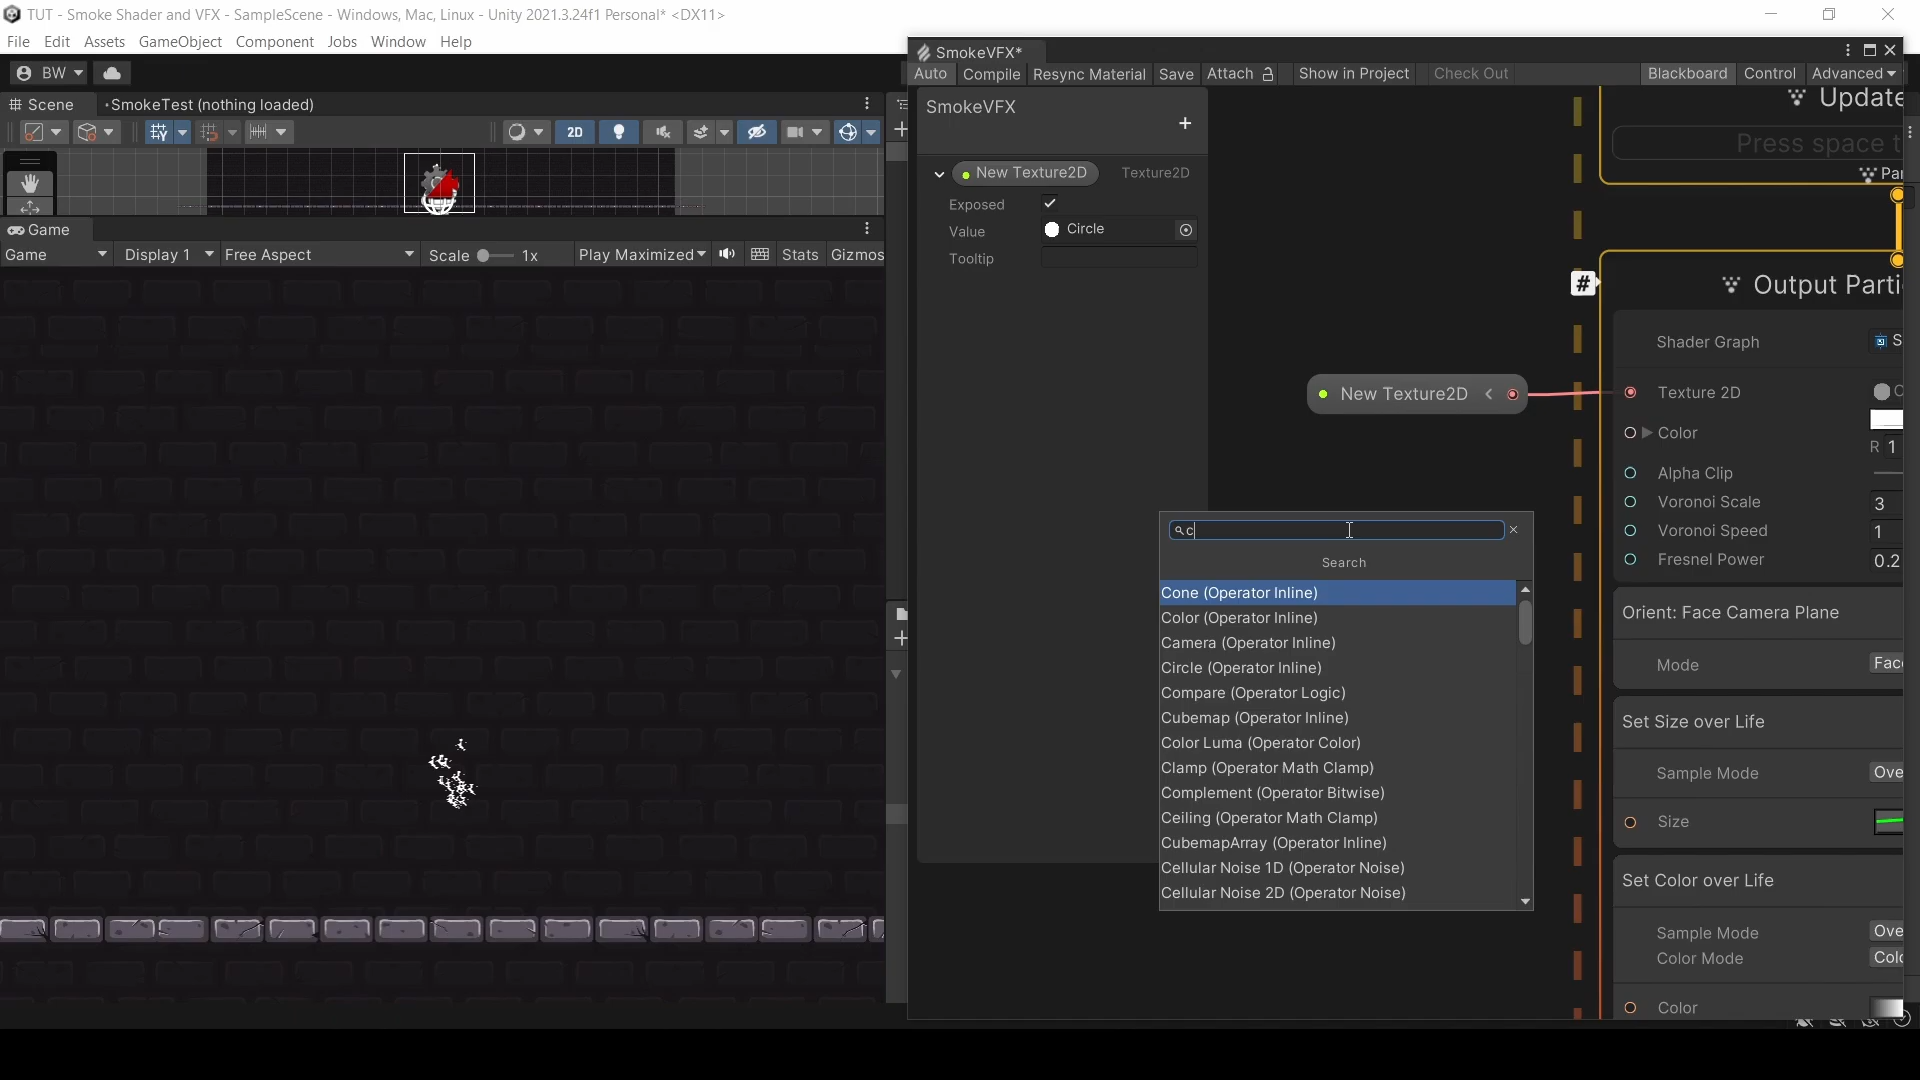 TUT - Smoke Shader and VFX - SampleScene - Windows, Mac, Linux - Unity 2021.3.24f1 Personal* <DX11>
File Edit Assets GameObject Component Jobs Window Help
BW
Scene
SmokeTest (nothing loaded)
2D
Game
Game Display 1 Free Aspect Scale 1x Play Maximized Stats Gizmos
SmokeVFX*
Auto Compile Resync Material Save Attach Show in Project Check Out Blackboard Control Advanced
SmokeVFX
+
New Texture2D Texture2D
Exposed
Value Circle
Tooltip
New Texture2D
c
Search
Cone (Operator Inline)
Color (Operator Inline)
Camera (Operator Inline)
Circle (Operator Inline)
Compare (Operator Logic)
Cubemap (Operator Inline)
Color Luma (Operator Color)
Clamp (Operator Math Clamp)
Complement (Operator Bitwise)
Ceiling (Operator Math Clamp)
CubemapArray (Operator Inline)
Cellular Noise 1D (Operator Noise)
Cellular Noise 2D (Operator Noise)
Update
Press space t
Par
#
Output Parti
Shader Graph S
Texture 2D
Color
R 1
Alpha Clip
Voronoi Scale 3
Voronoi Speed 1
Fresnel Power 0.2
Orient: Face Camera Plane
Mode Fac
Set Size over Life
Sample Mode Ove
Size
Set Color over Life
Sample Mode Ove
Color Mode Colo
Color